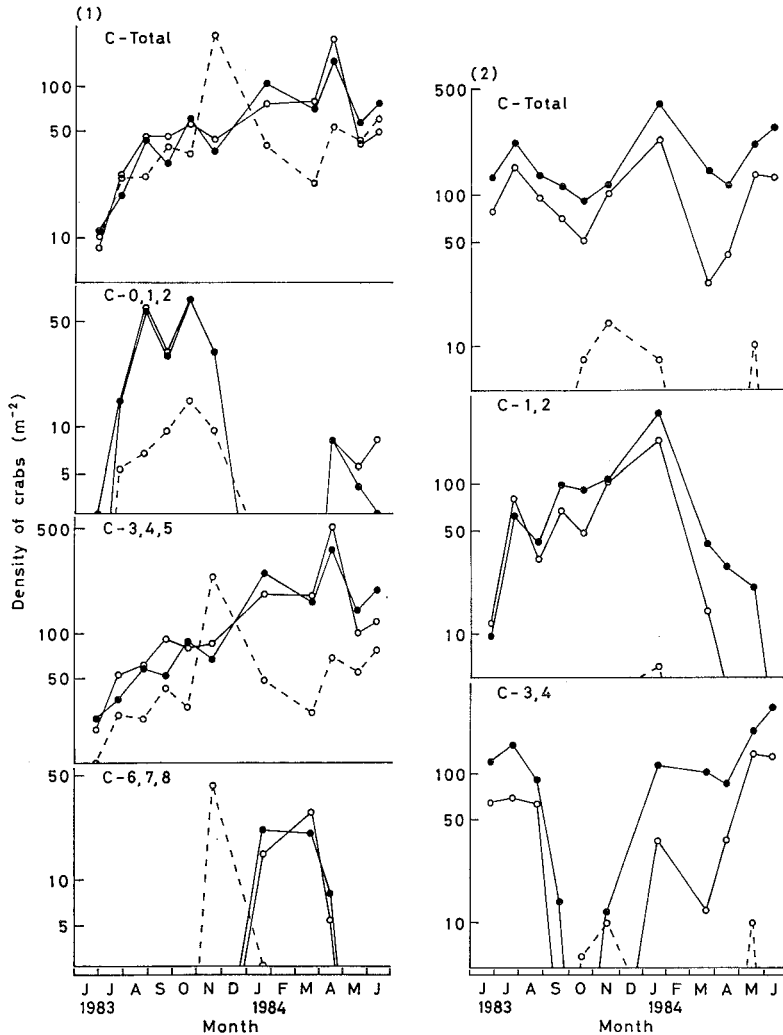 (1)
C-Total
100
50
10
C-0,1,2
50
10
5
C-3,4,5
500
100
50
C-6,7,8
50
10
5
J J A S O N D J F M A M J
1983 1984
Month
Density of crabs (m⁻²)
(2)
500
C-Total
100
50
10
C-1,2
100
50
10
C-3,4
100
50
10
J J A S O N D J F M A M J
1983 1984
Month